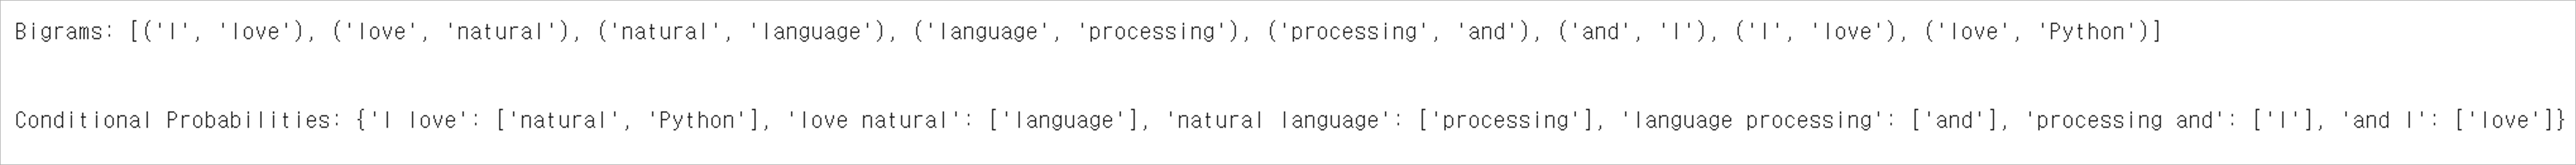 Bigrams: [('I', 'love'), ('love', 'natural'), ('natural', 'language'), ('language', 'processing'), ('processing', 'and'), ('and', 'I'), ('I', 'love'), ('love', 'Python')]
Conditional Probabilities: {'I love': ['natural', 'Python'], 'love natural': ['language'], 'natural language': ['processing'], 'language processing': ['and'], 'processing and': ['I'], 'and I': ['love']}